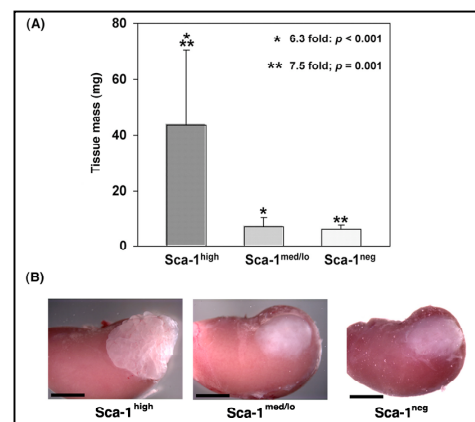 (A)
80
60
40
20
0
Tissue mass (mg)
*
**
* 6.3 fold: p < 0.001
** 7.5 fold; p = 0.001
*
**
Sca-1high Sca-1med/lo Sca-1neg
(B)
Sca-1high Sca-1med/lo Sca-1neg